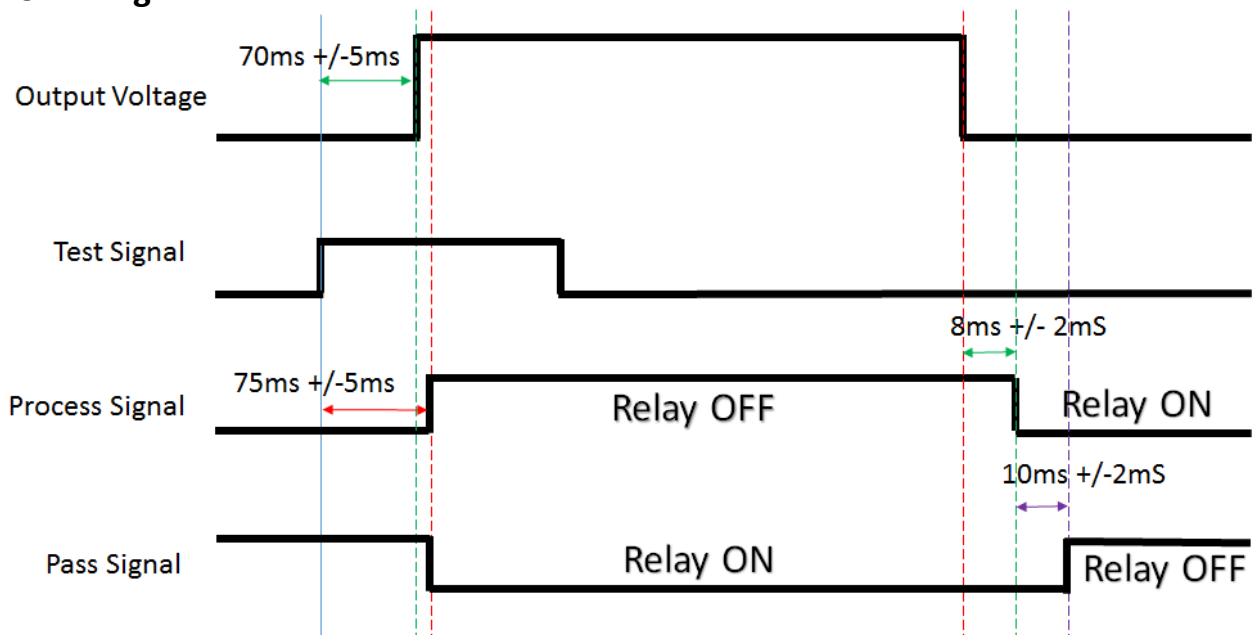 70ms +/-5ms
Output Voltage
Test Signal
8ms +/- 2mS
75ms +/-5ms
Process Signal
Relay OFF
Relay ON
10ms +/-2mS
Pass Signal
Relay ON
Relay OFF